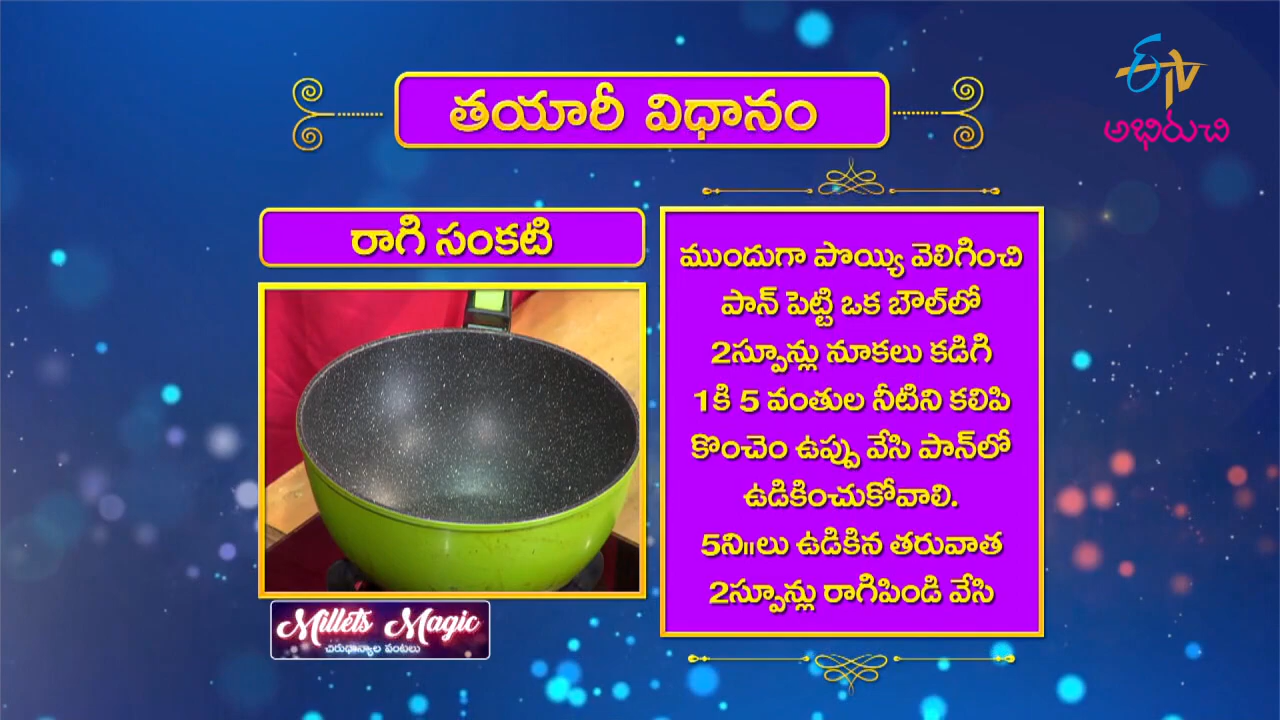 ETV
అభిరుచి
తయారీ విధానం
రాగి సంకటి
ముందుగా పొయ్యి వెలిగించి
పాన్ పెట్టి ఒక బౌల్‌లో
2స్పూన్లు నూకలు కడిగి
1కి 5 వంతుల నీటిని కలిపి
కొంచెం ఉప్పు వేసి పాన్‌లో
ఉడికించుకోవాలి.
5ని॥లు ఉడికిన తరువాత
2స్పూన్లు రాగిపిండి వేసి
Millets Magic
చిరుధాన్యాల వంటలు